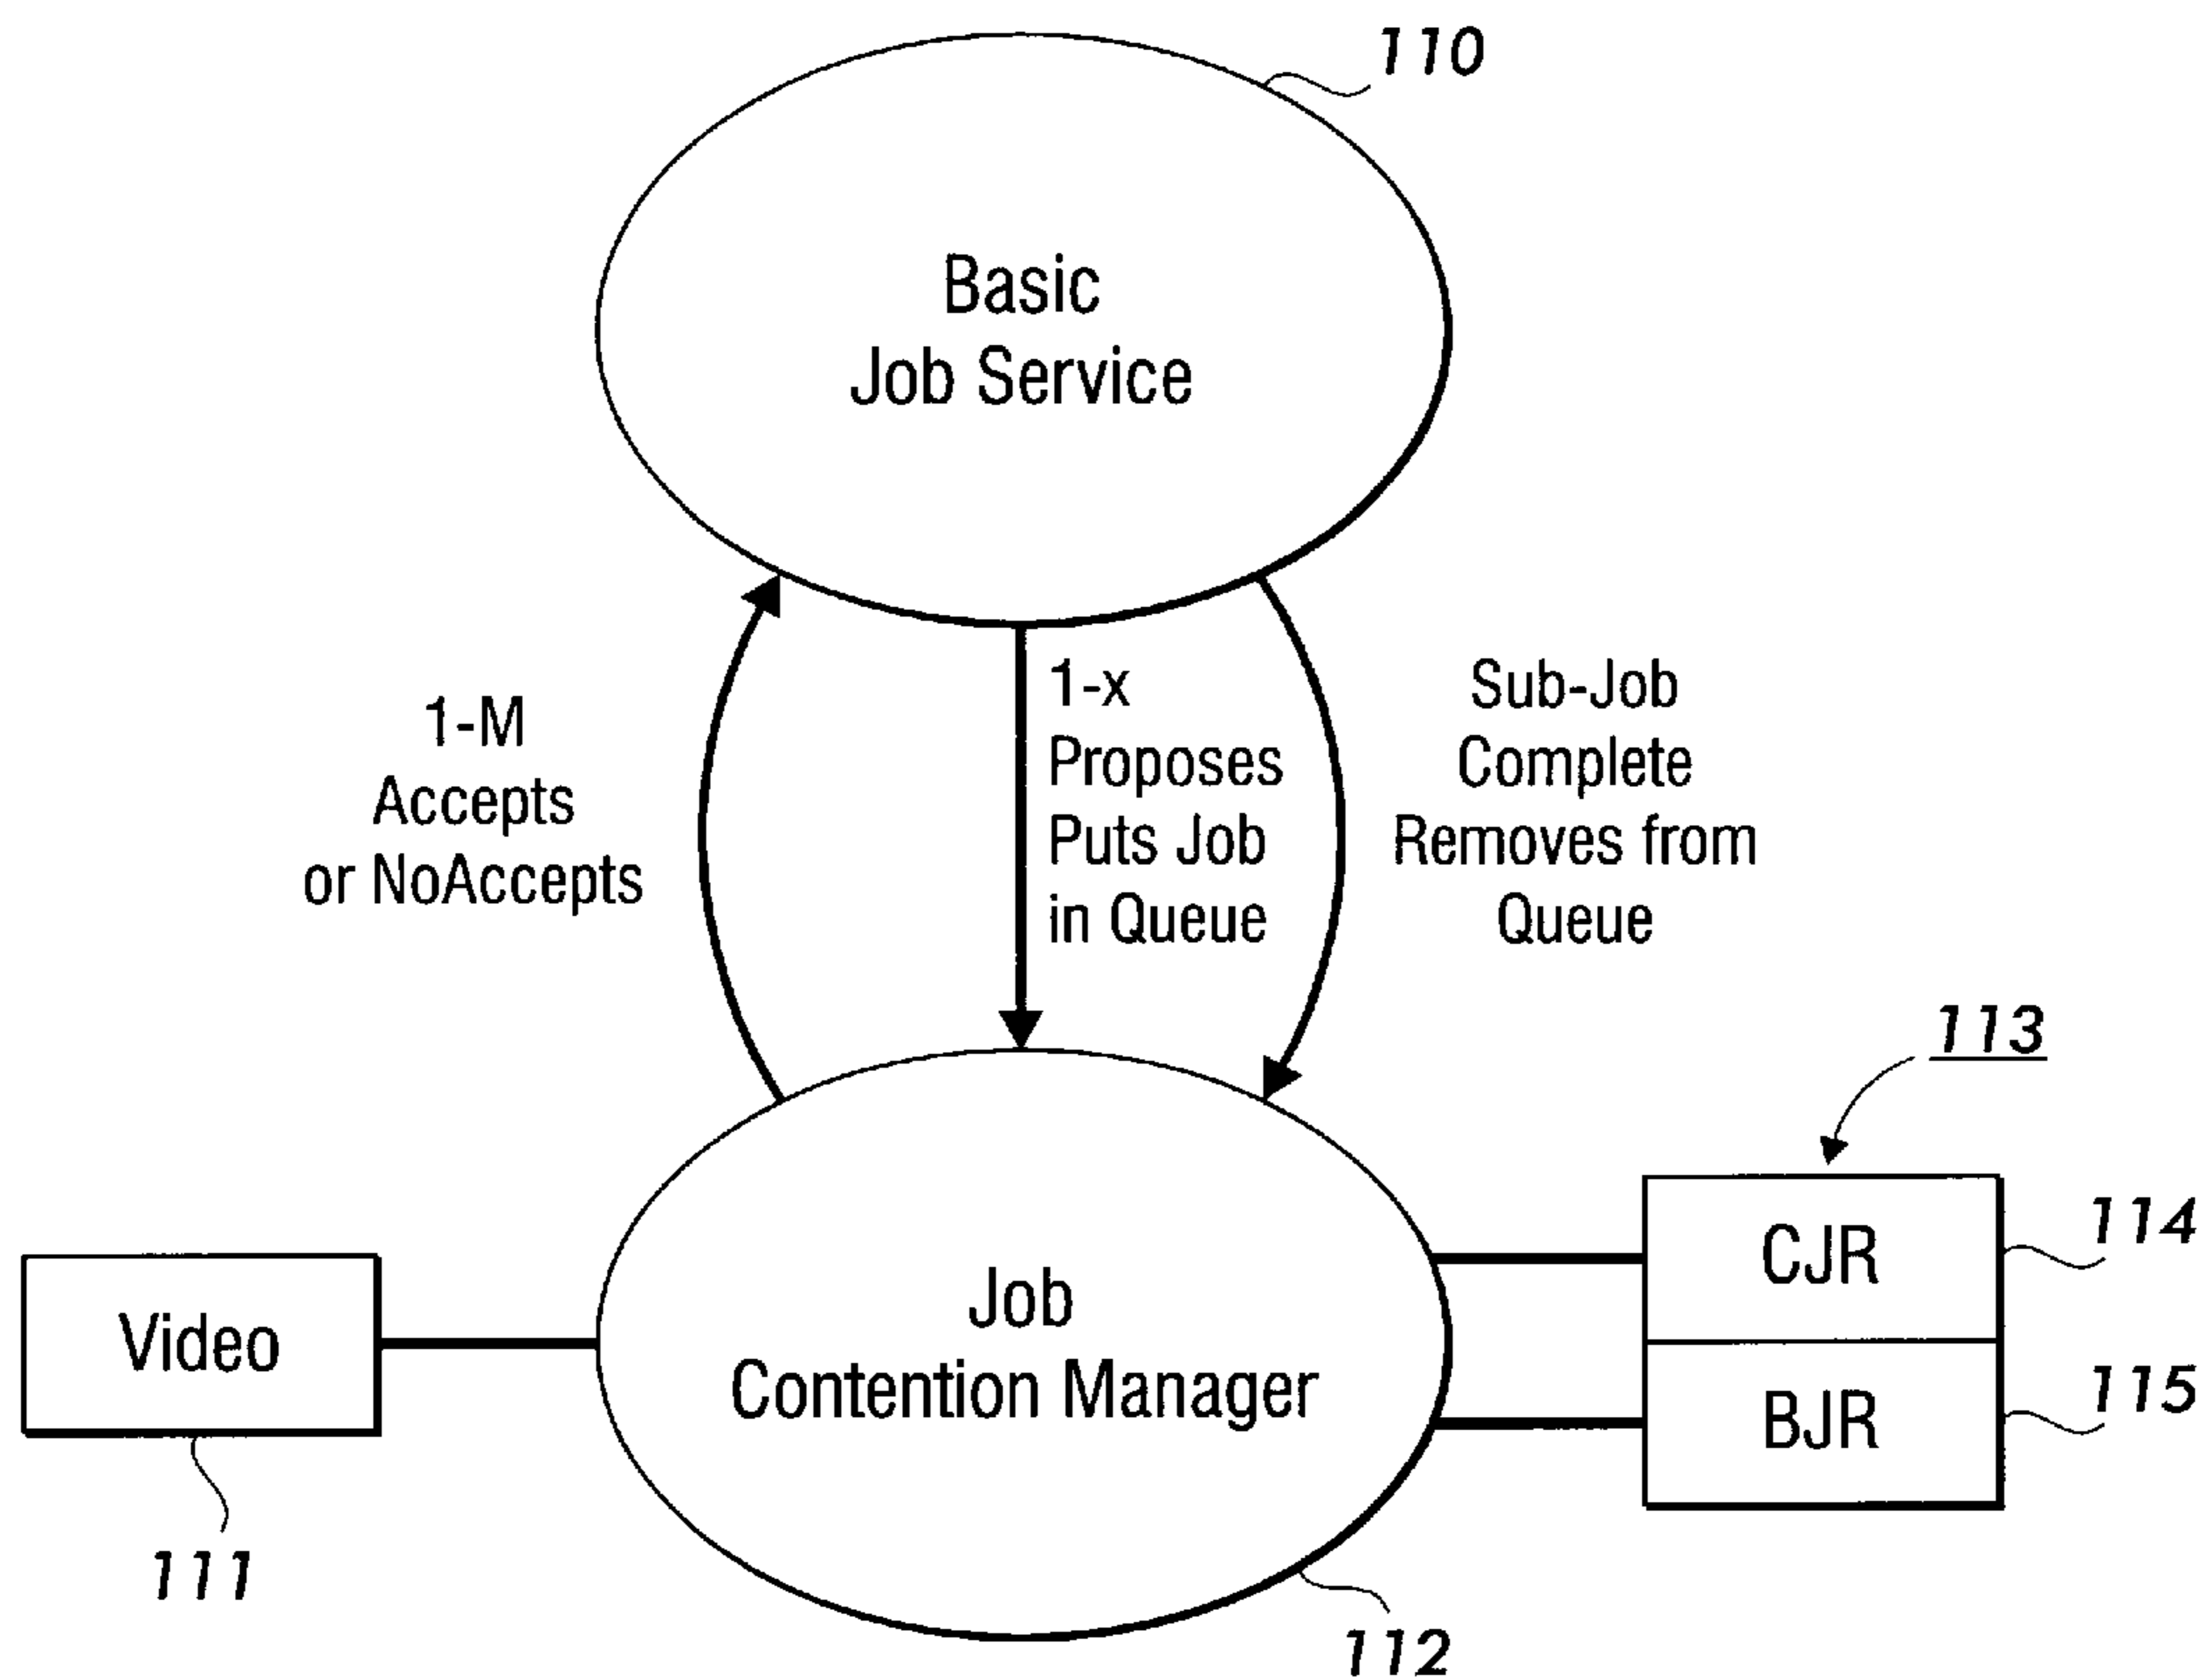 110
Basic
Job Service
1-M
Accepts
or NoAccepts
1-x
Proposes
Puts Job
in Queue
Sub-Job
Complete
Removes from
Queue
113
CJR
114
BJR
115
Video
111
Job
Contention Manager
112